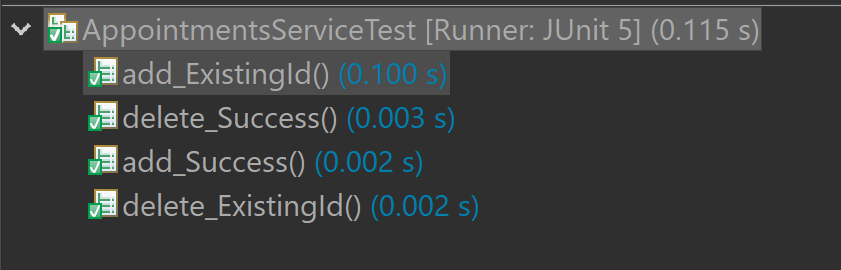 AppointmentsServiceTest [Runner: JUnit 5] (0.115 s)
add_ExistingId() (0.100 s)
delete_Success() (0.003 s)
add_Success() (0.002 s)
delete_ExistingId() (0.002 s)